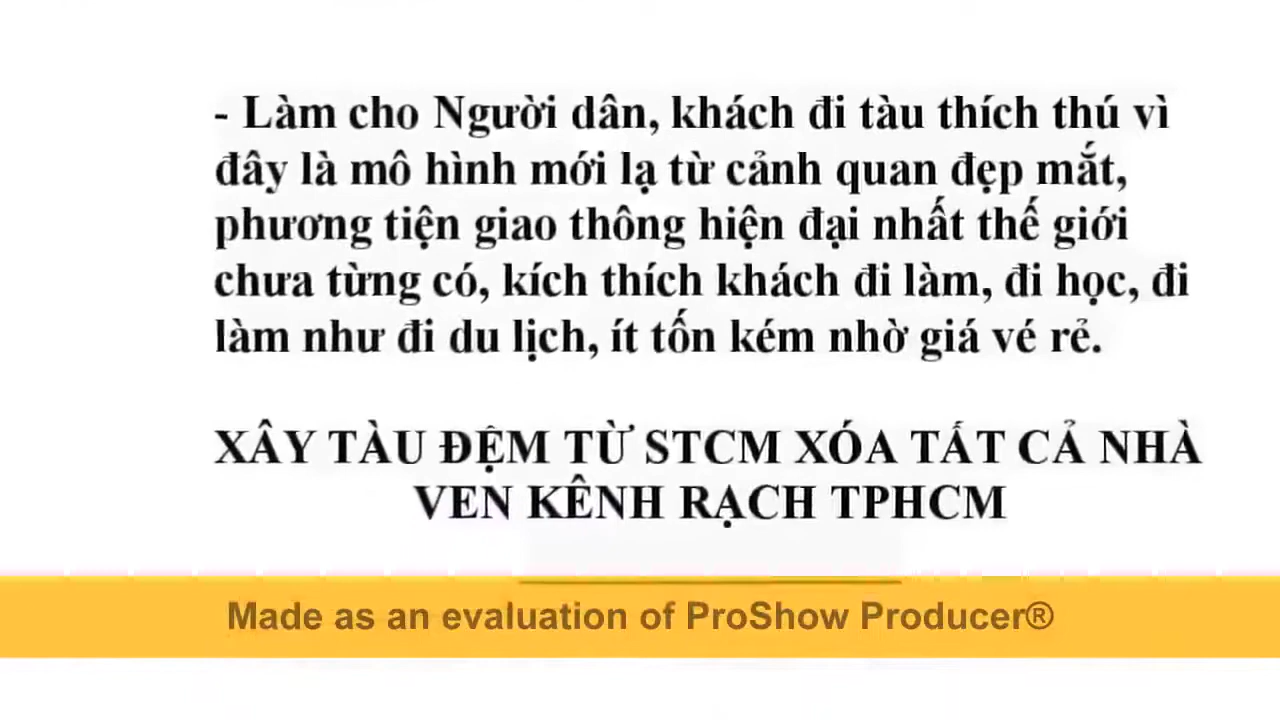 - Làm cho Người dân, khách đi tàu thích thú vì
đây là mô hình mới lạ từ cảnh quan đẹp mắt,
phương tiện giao thông hiện đại nhất thế giới
chưa từng có, kích thích khách đi làm, đi học, đi
làm như đi du lịch, ít tốn kém nhờ giá vé rẻ.
XÂY TÀU ĐỆM TỪ STCM XÓA TẤT CẢ NHÀ
VEN KÊNH RẠCH TPHCM
Made as an evaluation of ProShow Producer®